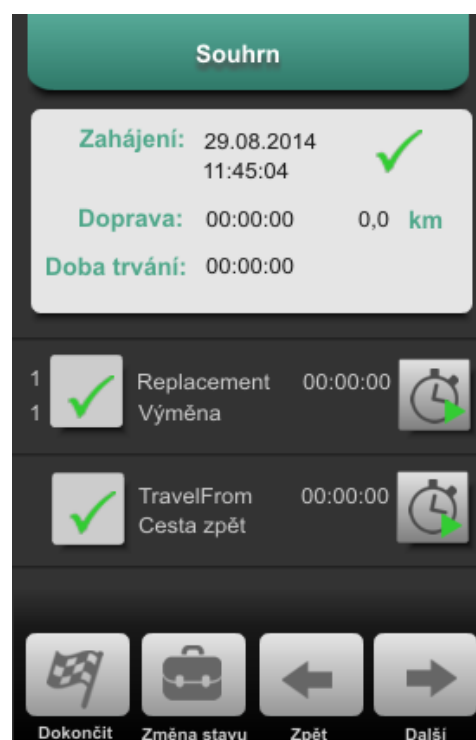 Souhrn
Zahájení: 29.08.2014
11:45:04
Doprava: 00:00:00 0,0 km
Doba trvání: 00:00:00
1 Replacement 00:00:00
1 Výměna
TravelFrom 00:00:00
Cesta zpět
Dokončit Změna stavu Zpět Další